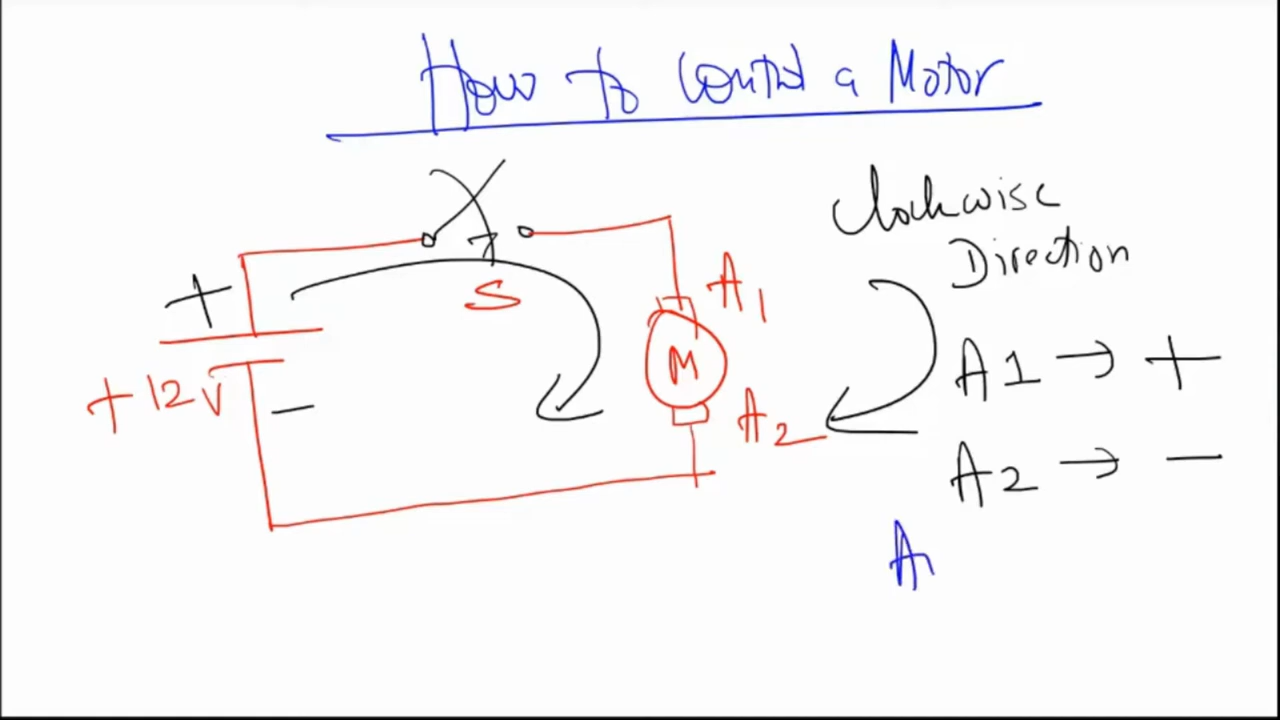 How to Control a Motor
Clockwise
Direction
+
S
A1
M
+12V
−
A2
A1 → +
A2 → −
A